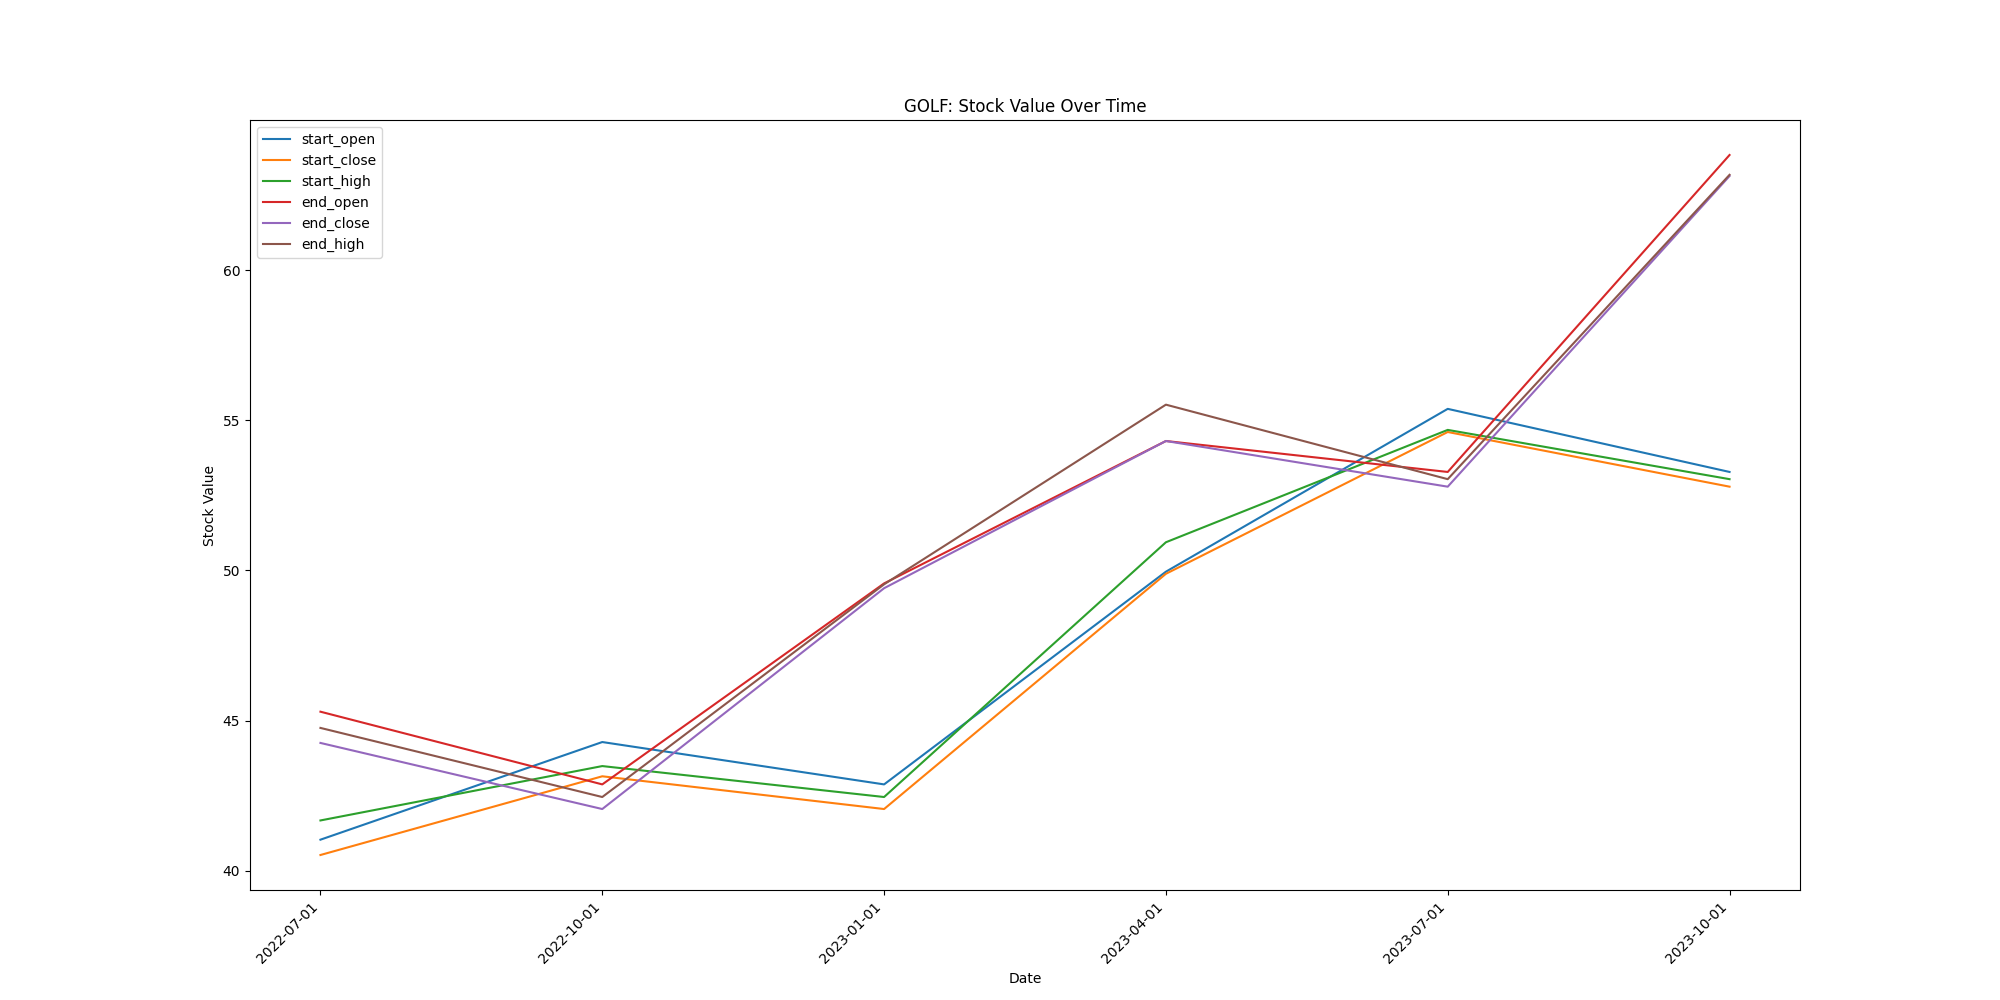 GOLF: Stock Value Over Time
start_open
start_close
start_high
end_open
end_close
end_high
Stock Value
60
55
50
45
40
2022-07-01
2022-10-01
2023-01-01
2023-04-01
2023-07-01
2023-10-01
Date